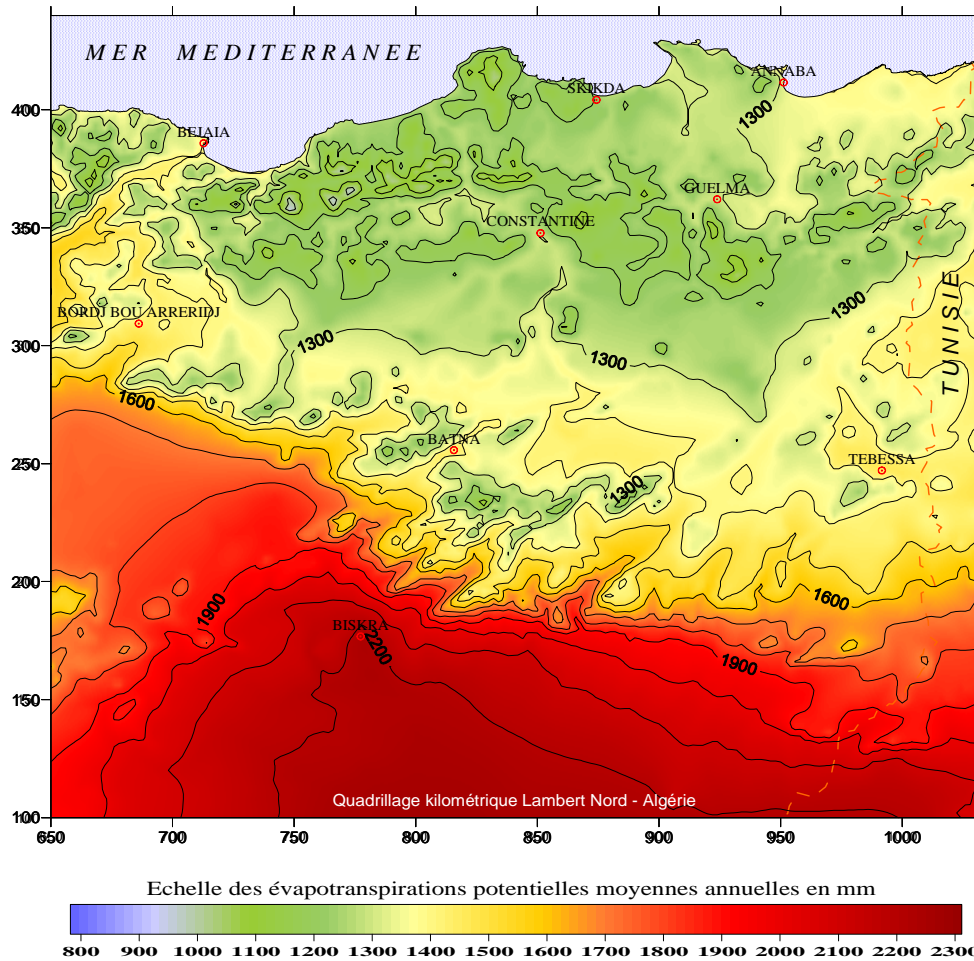 MER MEDITERRANEE
ANNABA
SKIKDA
400
1300
BEJAIA
GUELMA
350
CONSTANTINE
TUNISIE
1300
BORDJ BOU ARRERIDJ
300
1300
1300
1600
BATNA
250
TEBESSA
1300
200
1600
1900
BISKRA
2200
1900
150
Quadrillage kilométrique Lambert Nord - Algérie
100
650 700 750 800 850 900 950 1000
Echelle des évapotranspirations potentielles moyennes annuelles en mm
800 900 1000 1100 1200 1300 1400 1500 1600 1700 1800 1900 2000 2100 2200 2300